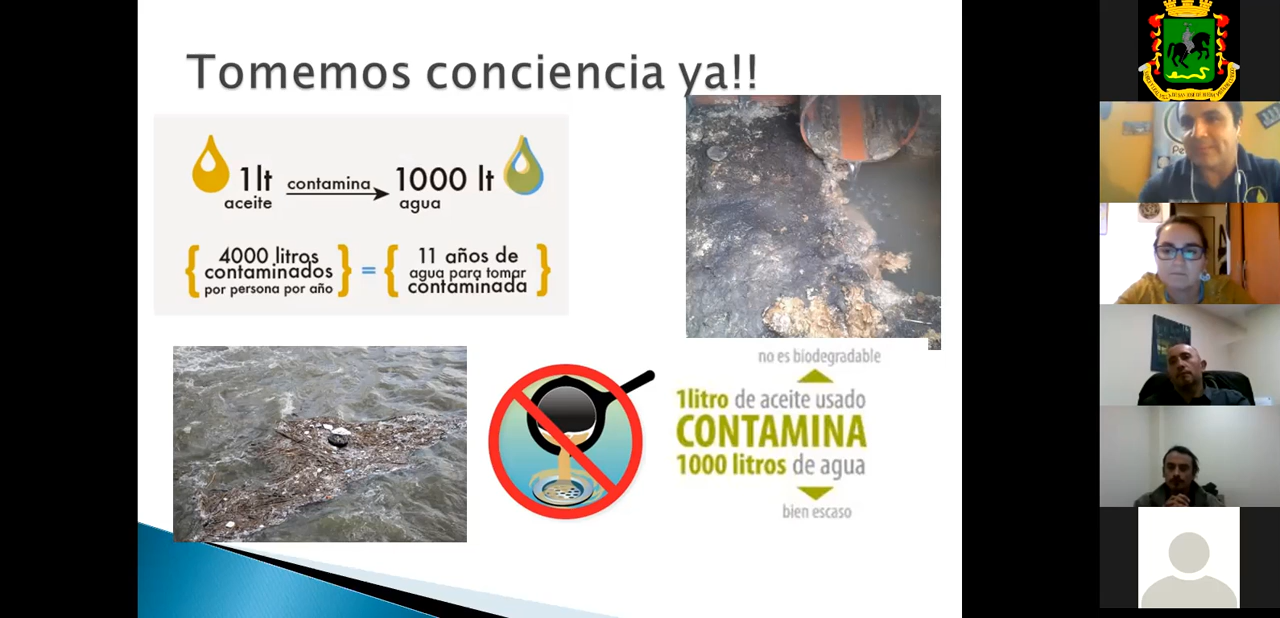 Tomemos conciencia ya!!
1lt contamina 1000 lt
aceite agua
4000 litros
contaminados
por persona por año
=
11 años de
agua para tomar
contaminada
no es biodegradable
1litro de aceite usado
CONTAMINA
1000 litros de agua
bien escaso